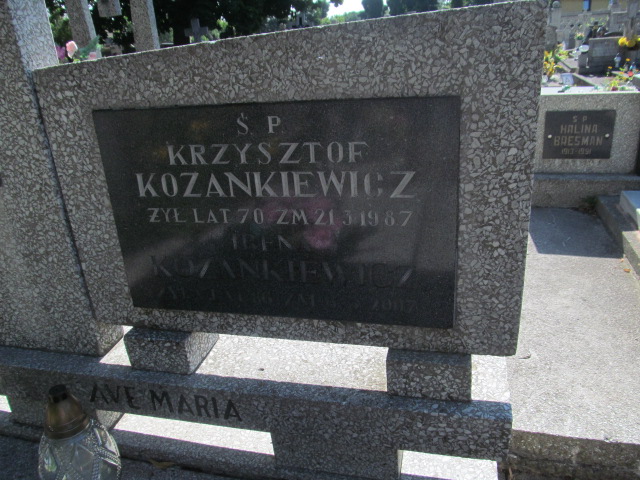 Ś. P.
KRZYSZTOF
KOZANKIEWICZ
ŻYŁ LAT 70 ZM 21 3 1987
KOZANKIEWICZ
AVE MARIA
Ś P
HALINA
BRESMAN